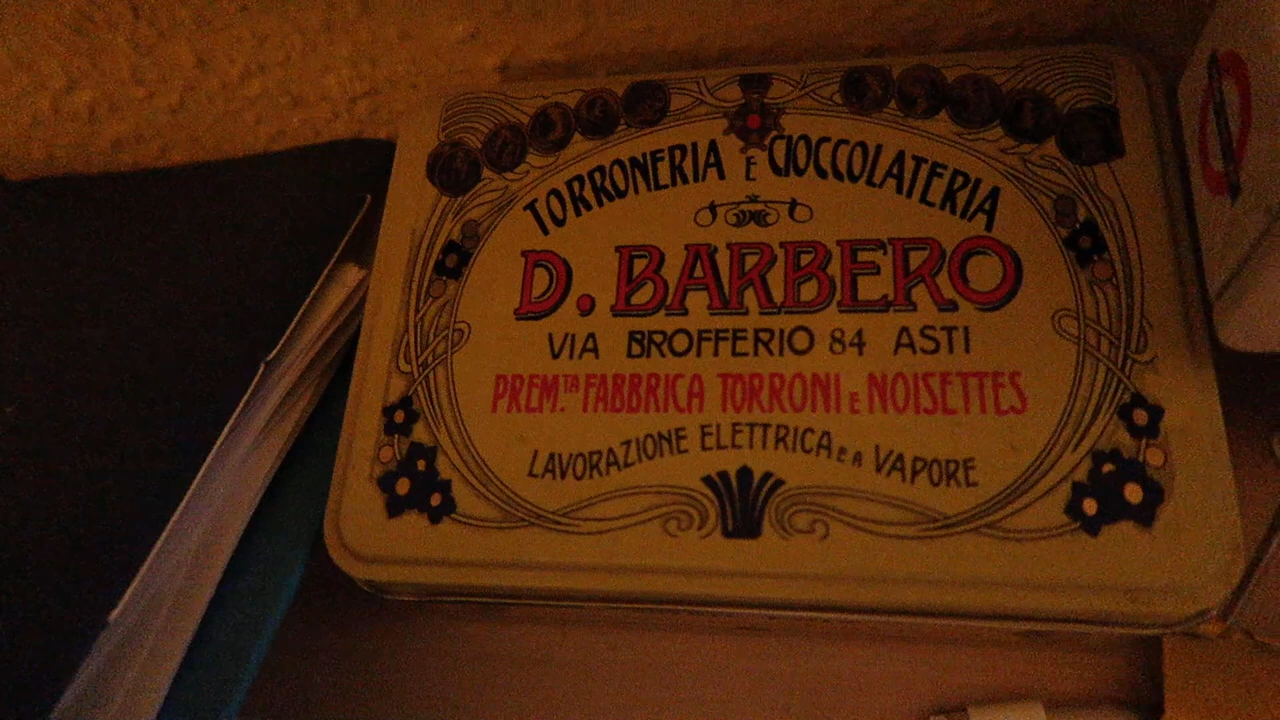 TORRONERIA E CIOCCOLATERIA
D. BARBERO
VIA BROFFERIO 84 ASTI
PREM.TA FABBRICA TORRONI E NOISETTES
LAVORAZIONE ELETTRICA E A VAPORE